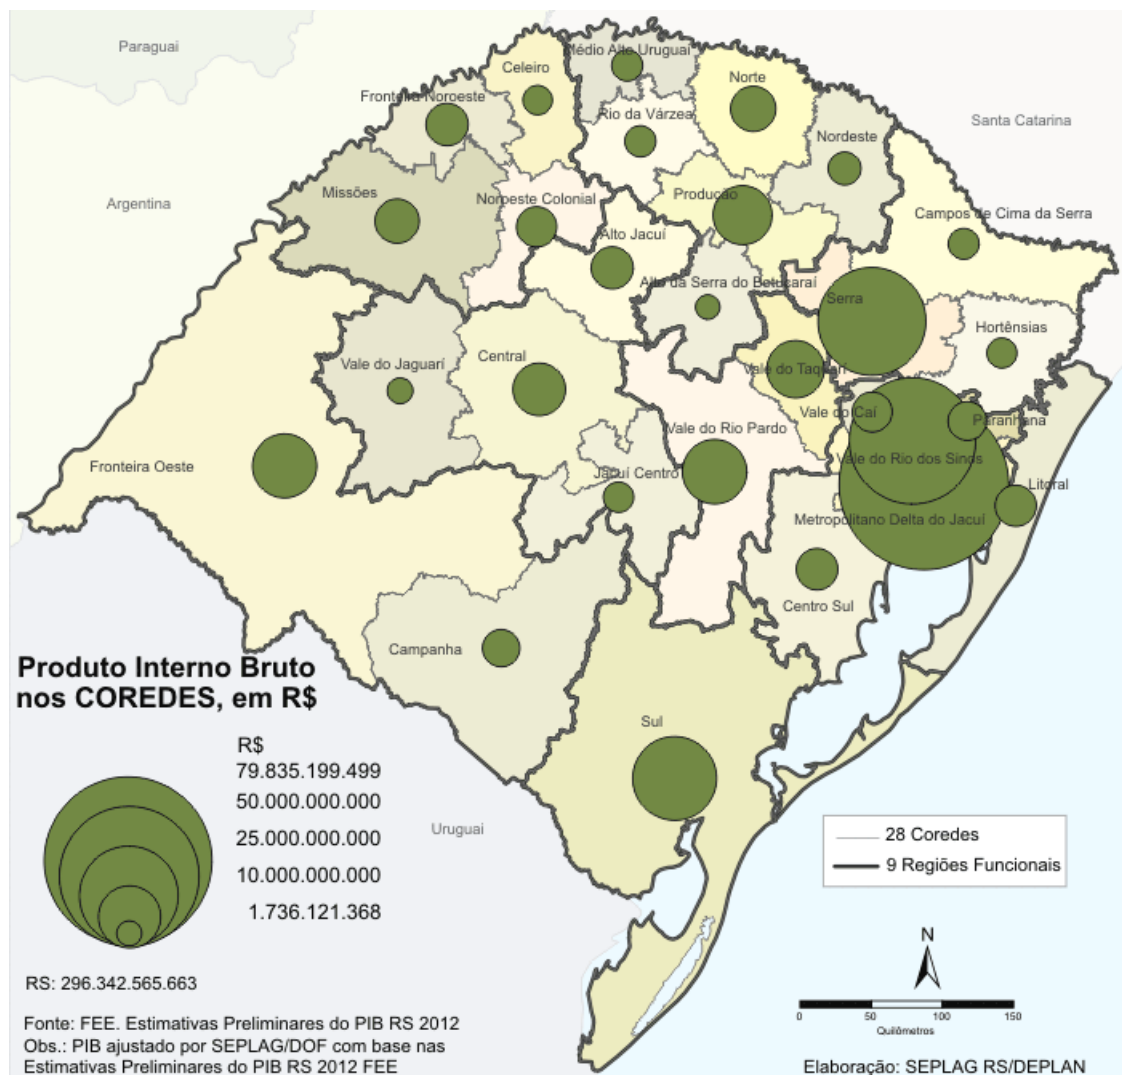 Paraguai
Médio Alto Uruguai
Celeiro
Norte
Fronteira Noroeste
Rio da Várzea
Santa Catarina
Nordeste
Argentina
Missões
Noroeste Colonial
Produção
Campos de Cima da Serra
Alto Jacuí
Alto da Serra do Botucaraí
Serra
Hortênsias
Central
Vale do Jaguarí
Vale do Taquari
Vale do Caí
Paranhana
Vale do Rio Pardo
Vale do Rio dos Sinos
Fronteira Oeste
Jacuí Centro
Litoral
Metropolitano Delta do Jacuí
Centro Sul
Campanha
Sul
Uruguai
Produto Interno Bruto
nos COREDES, em R$
R$
79.835.199.499
50.000.000.000
25.000.000.000
10.000.000.000
1.736.121.368
RS: 296.342.565.663
28 Coredes
9 Regiões Funcionais
N
0 50 100 150
Quilômetros
Fonte: FEE. Estimativas Preliminares do PIB RS 2012
Obs.: PIB ajustado por SEPLAG/DOF com base nas
Estimativas Preliminares do PIB RS 2012 FEE
Elaboração: SEPLAG RS/DEPLAN